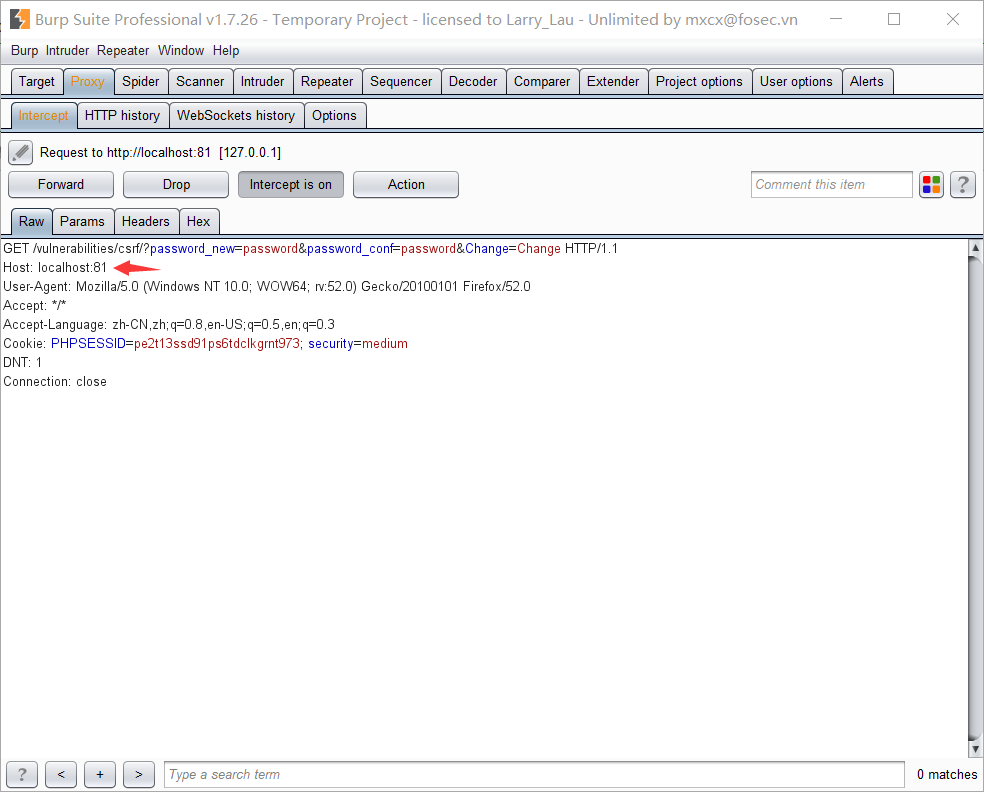 Burp Suite Professional v1.7.26 - Temporary Project - licensed to Larry_Lau - Unlimited by mxcx@fosec.vn
Burp Intruder Repeater Window Help
Target Proxy Spider Scanner Intruder Repeater Sequencer Decoder Comparer Extender Project options User options Alerts
Intercept HTTP history WebSockets history Options
Request to http://localhost:81 [127.0.0.1]
Forward Drop Intercept is on Action Comment this item ?
Raw Params Headers Hex
GET /vulnerabilities/csrf/?password_new=password&password_conf=password&Change=Change HTTP/1.1
Host: localhost:81
User-Agent: Mozilla/5.0 (Windows NT 10.0; WOW64; rv:52.0) Gecko/20100101 Firefox/52.0
Accept: */*
Accept-Language: zh-CN,zh;q=0.8,en-US;q=0.5,en;q=0.3
Cookie: PHPSESSID=pe2t13ssd91ps6tdclkgrnt973; security=medium
DNT: 1
Connection: close
? < + > Type a search term 0 matches